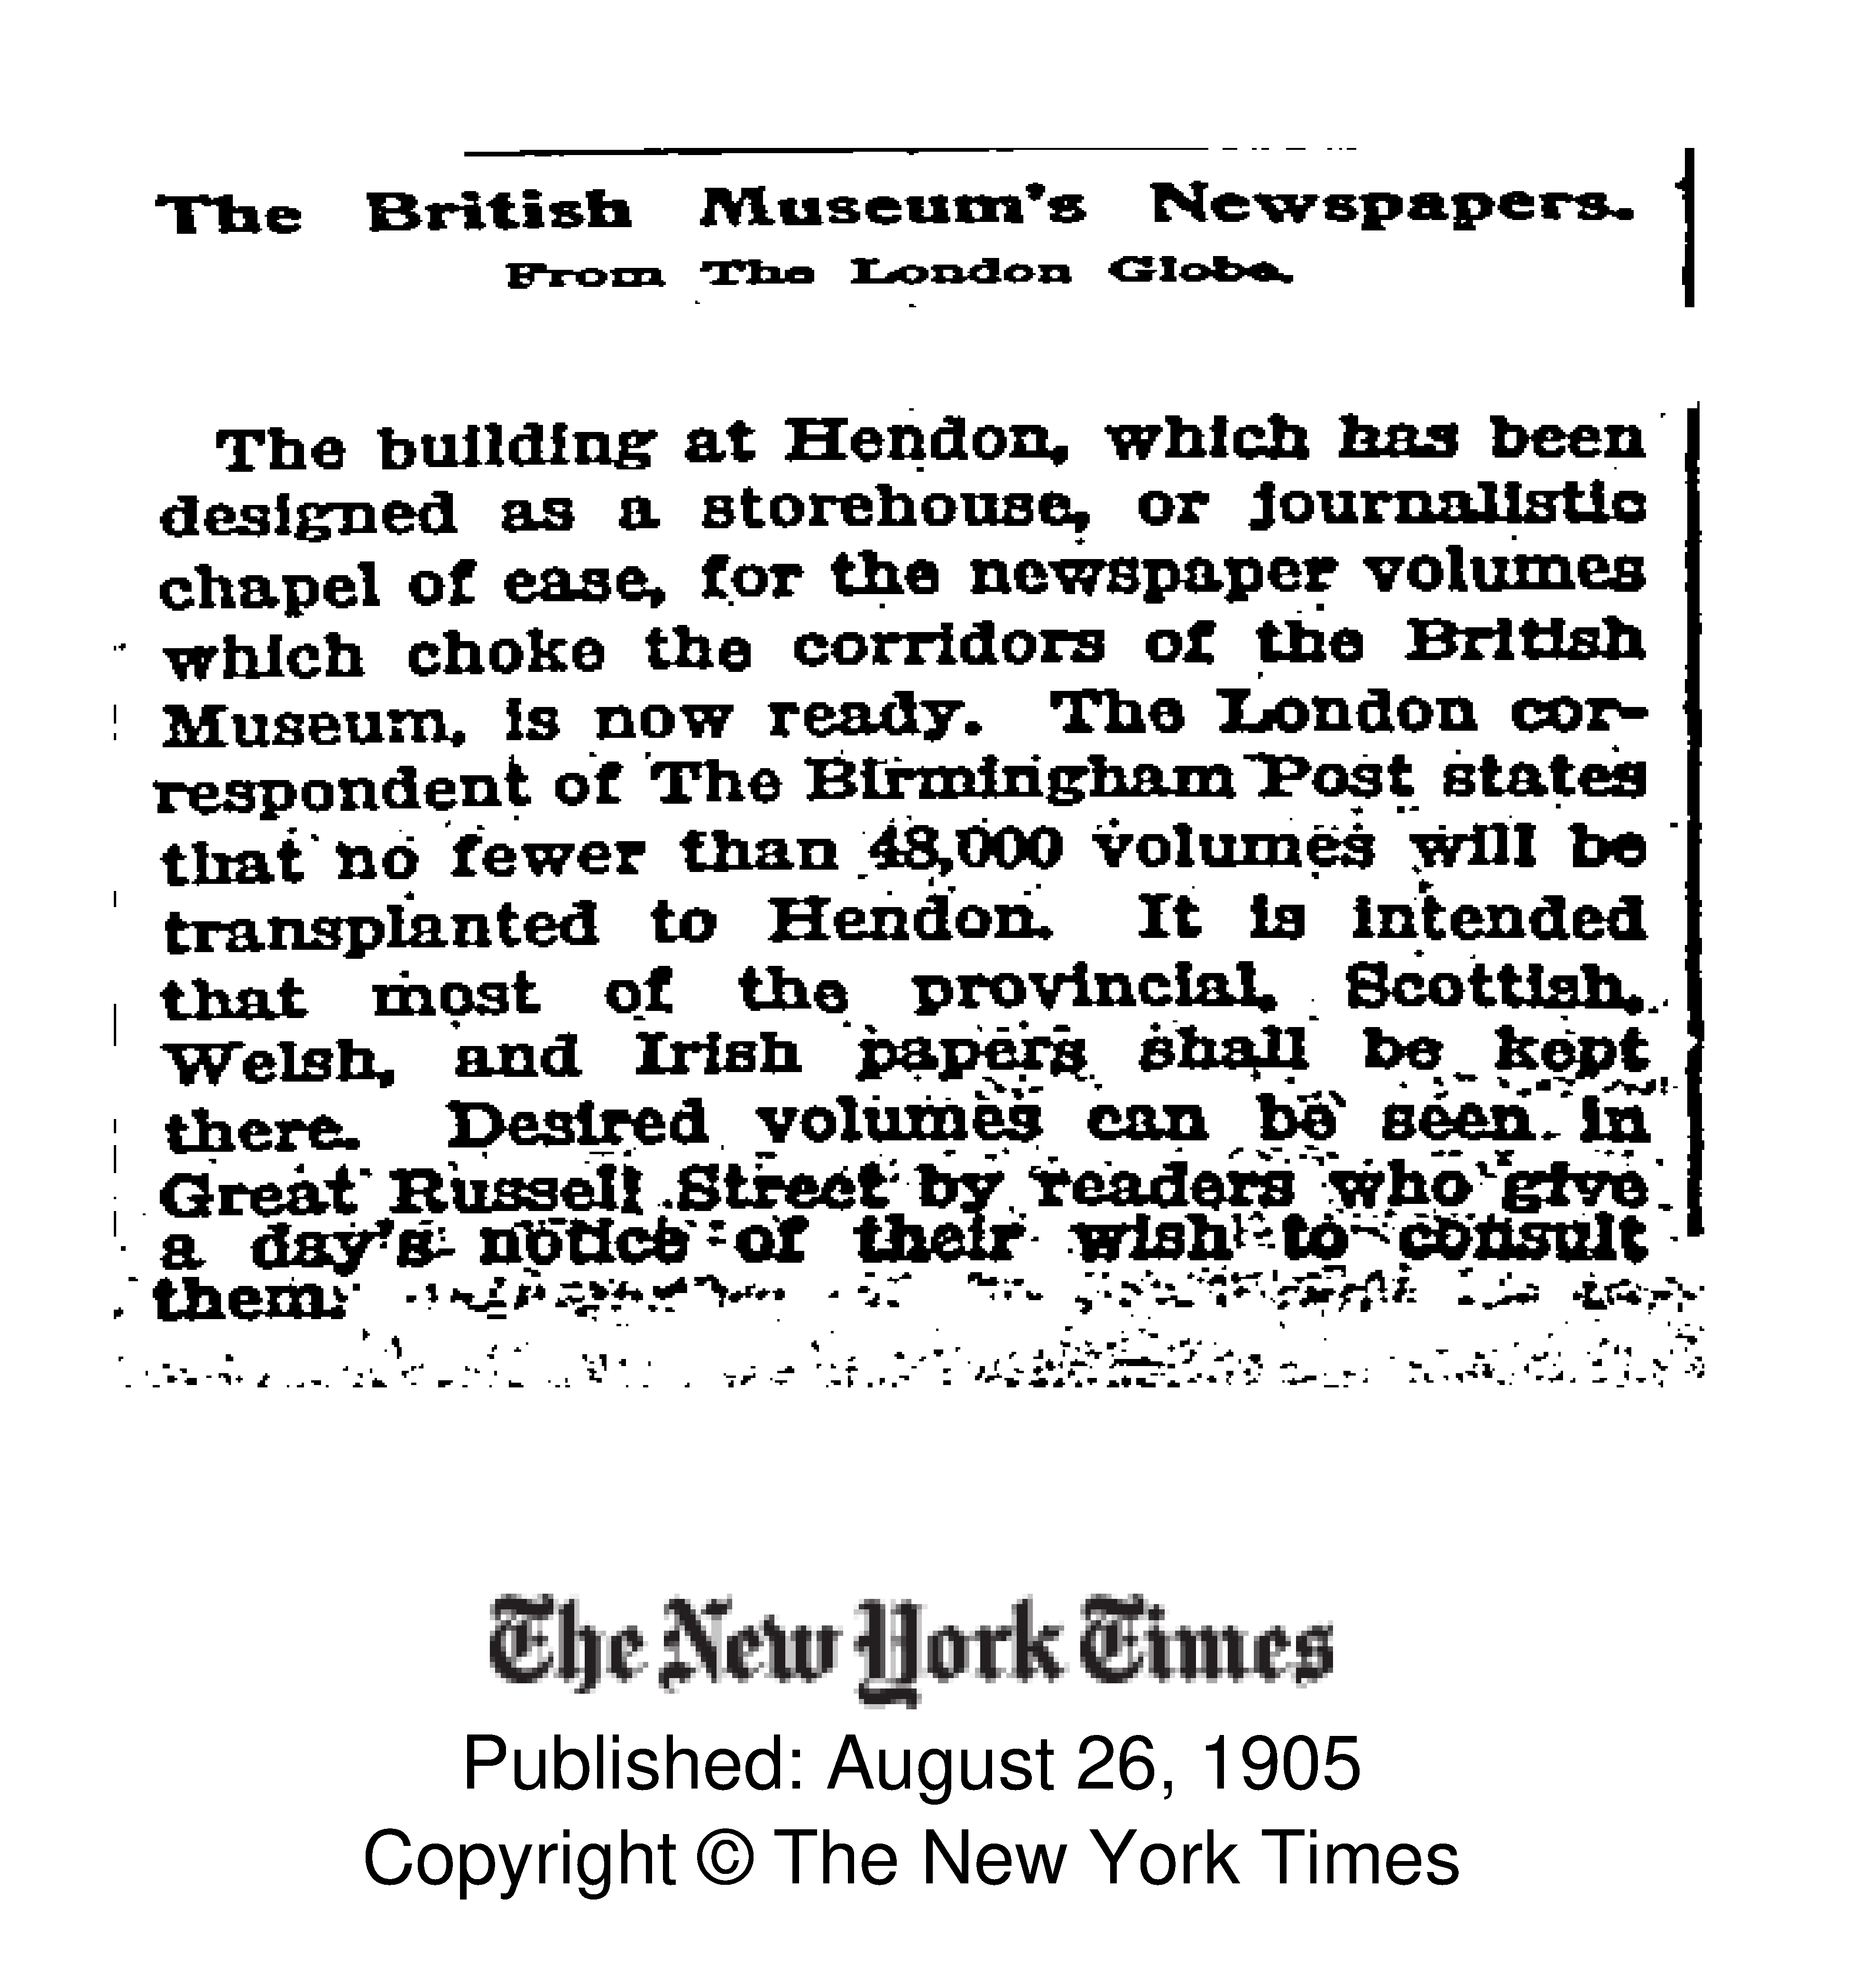 The British Museum's Newspapers.
From The London Globe.
The building at Hendon, which has been
designed as a storehouse, or journalistic
chapel of ease, for the newspaper volumes
which choke the corridors of the British
Museum, is now ready. The London cor-
respondent of The Birmingham Post states
that no fewer than 48,000 volumes will be
transplanted to Hendon. It is intended
that most of the provincial, Scottish,
Welsh, and Irish papers shall be kept
there. Desired volumes can be seen in
Great Russell Street by readers who give
a day's notice of their wish to consult
them.
The New York Times
Published: August 26, 1905
Copyright © The New York Times